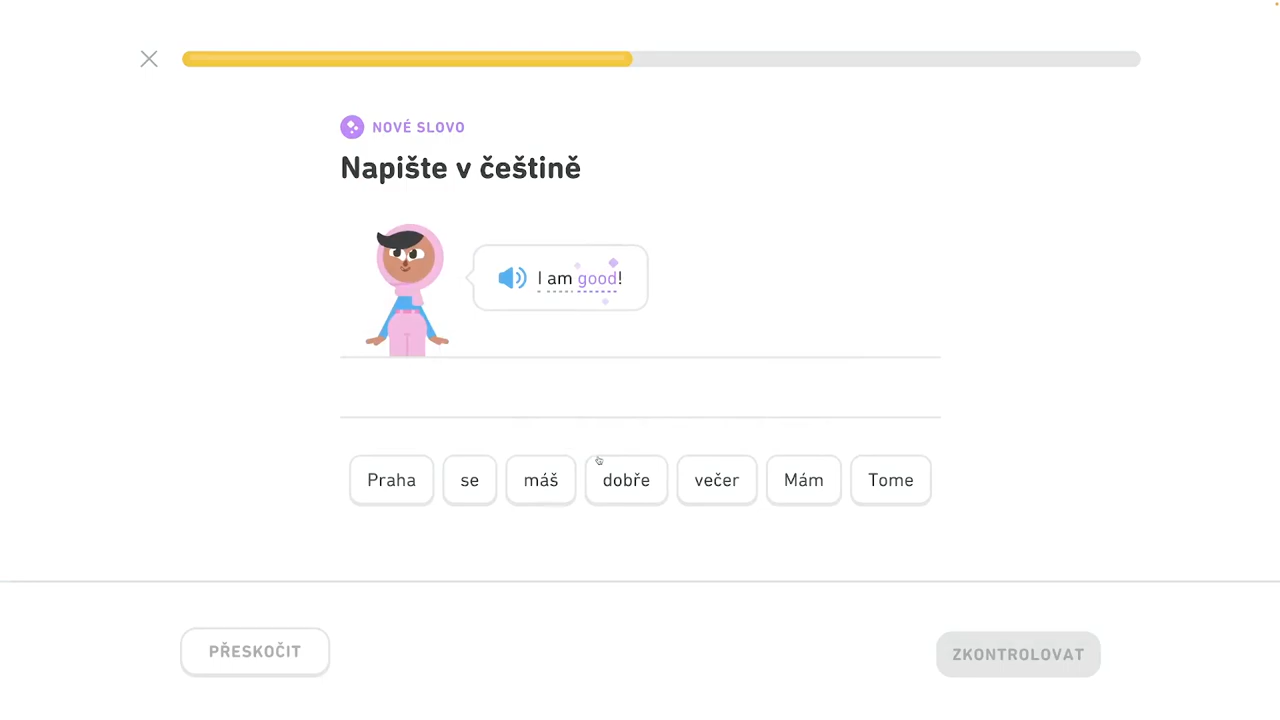 NOVÉ SLOVO
Napište v češtině
I am good!
Praha se máš dobře večer Mám Tome
PŘESKOČIT ZKONTROLOVAT